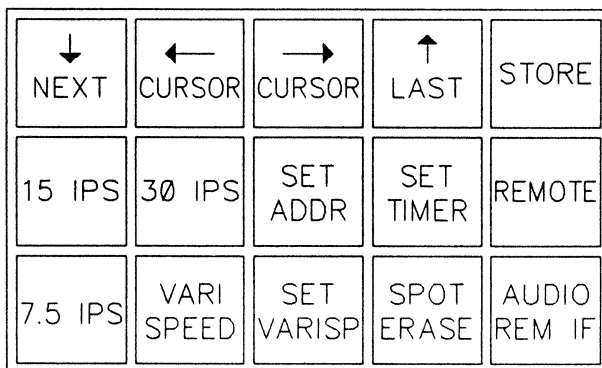 NEXT
CURSOR
CURSOR
LAST
STORE
15 IPS
30 IPS
SET
ADDR
SET
TIMER
REMOTE
7.5 IPS
VARI
SPEED
SET
VARISP
SPOT
ERASE
AUDIO
REM IF